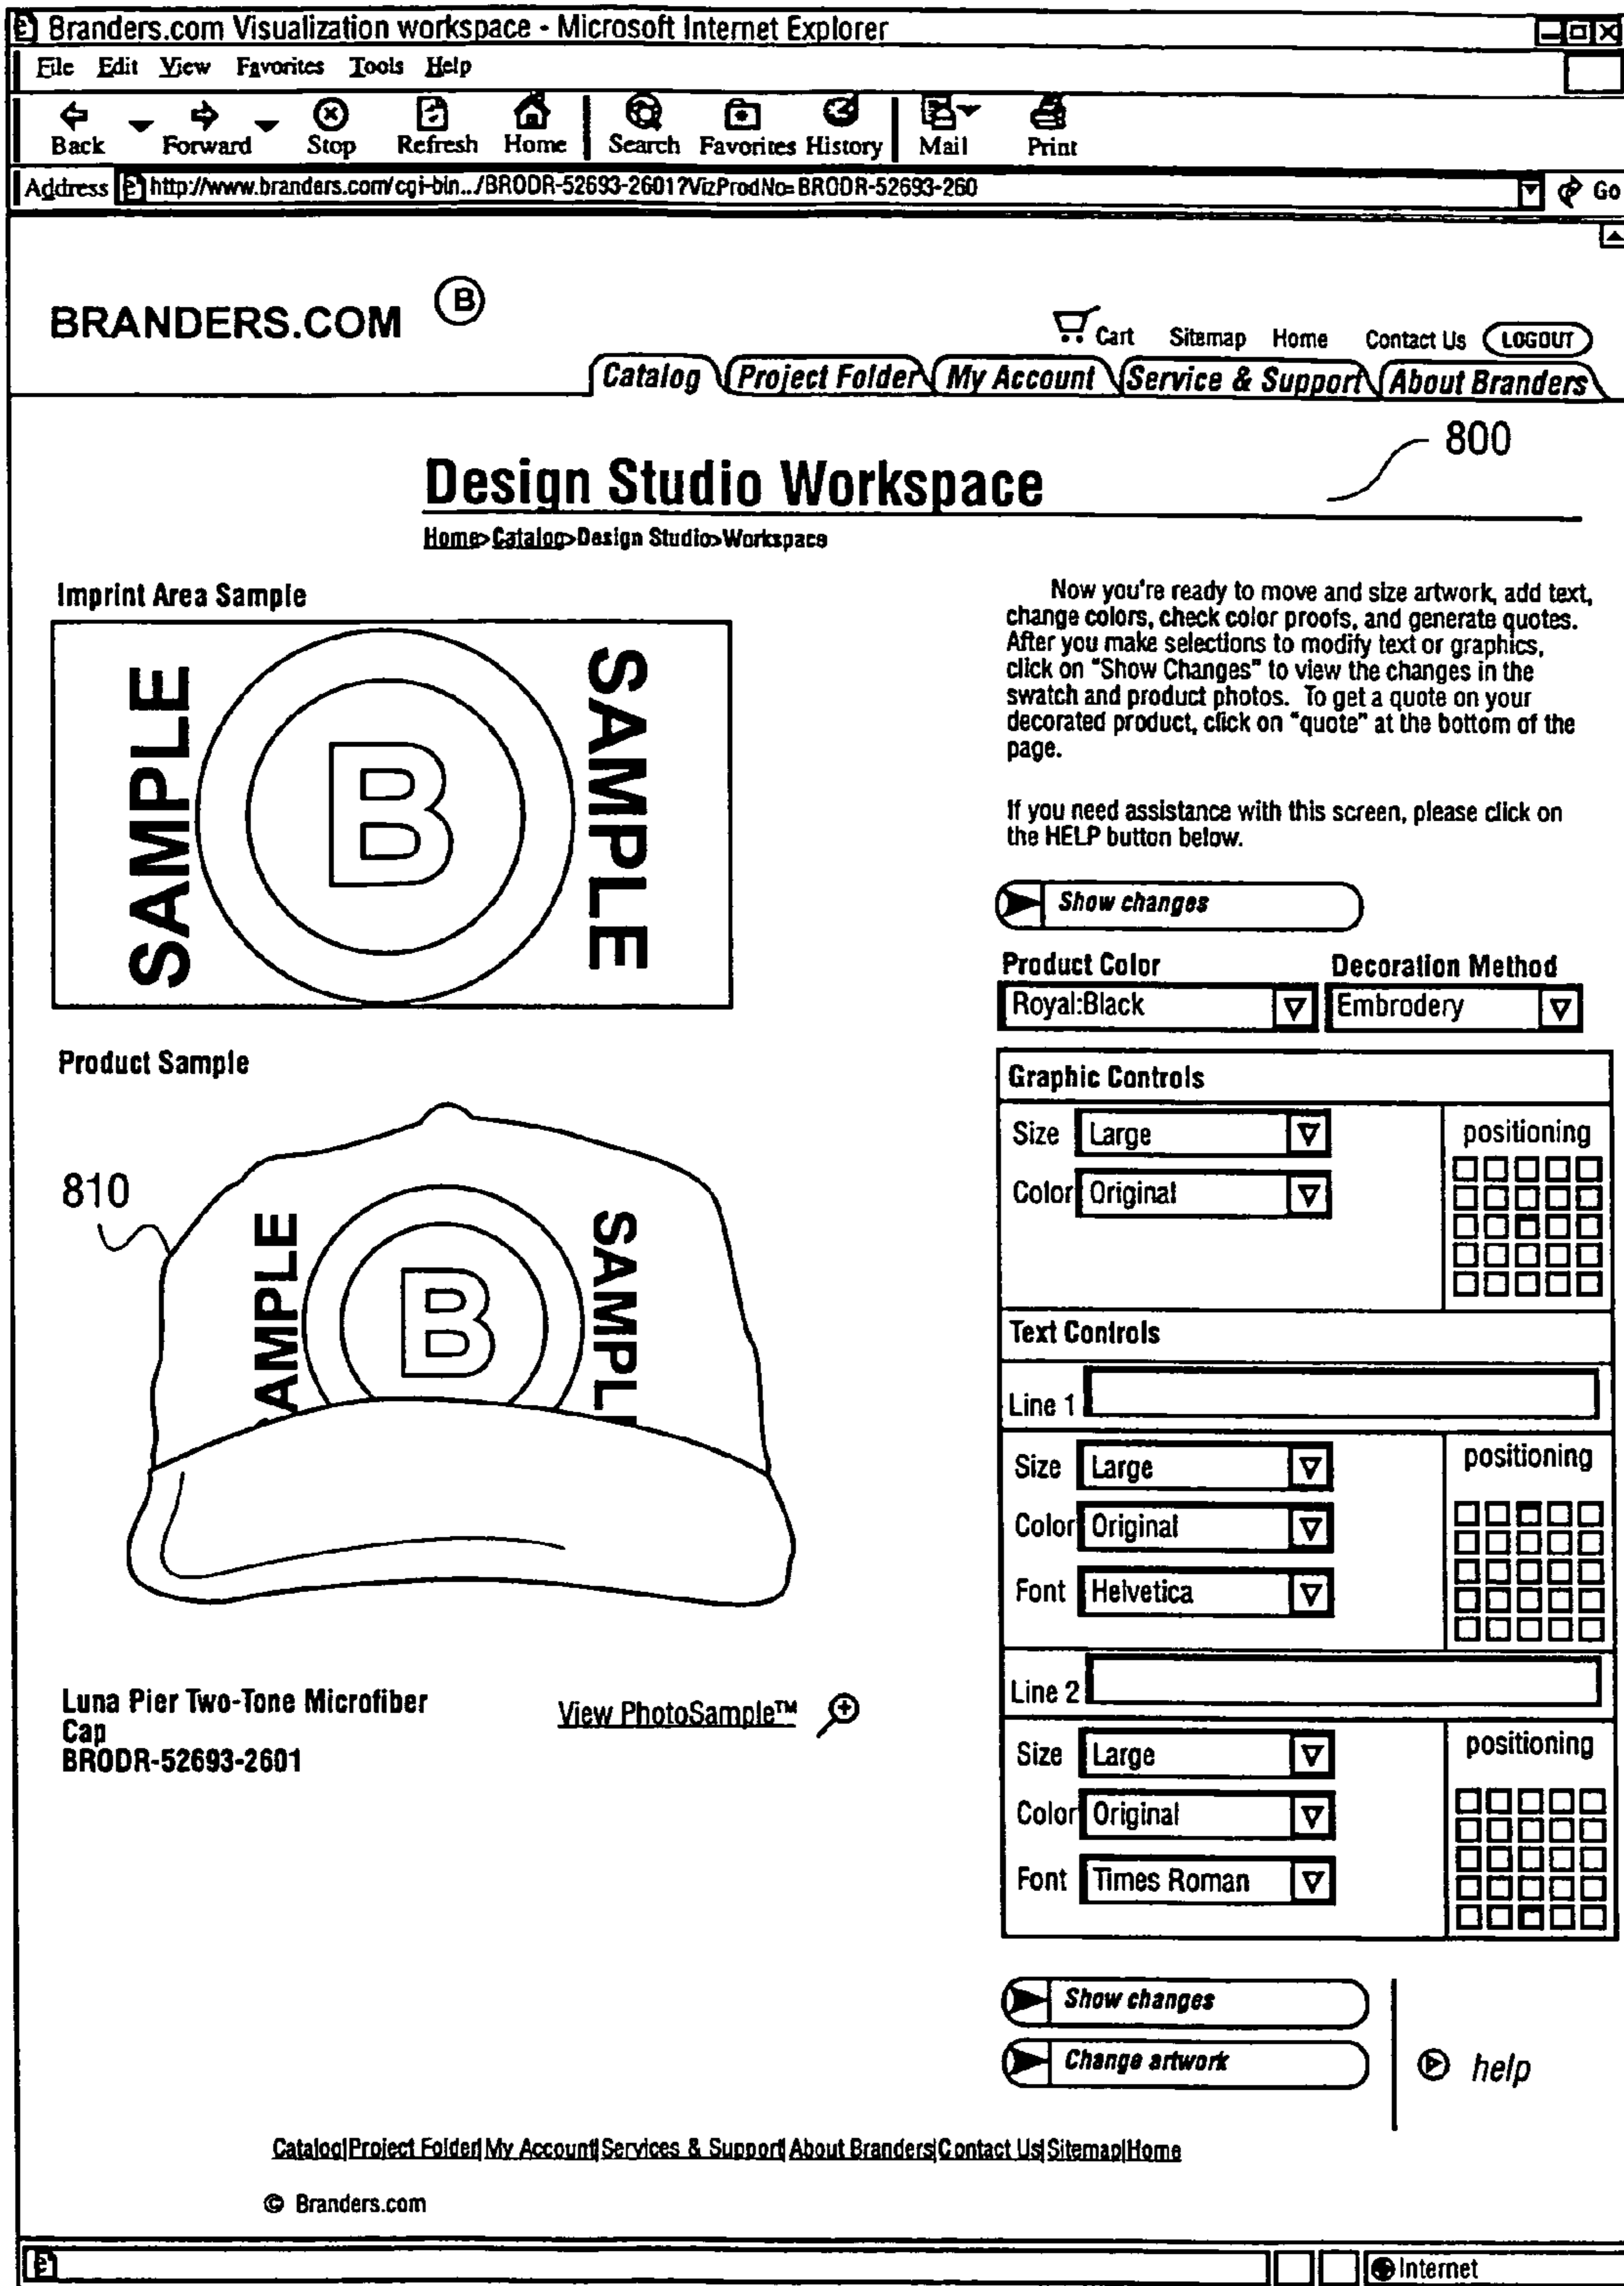 Branders.com Visualization workspace - Microsoft Internet Explorer
File Edit View Favorites Tools Help
Back Forward Stop Refresh Home Search Favorites History Mail Print
Address http://www.branders.com/cgi-bin../BRODR-52693-2601?VizProdNo=BRODR-52693-260 Go
BRANDERS.COM B
Cart Sitemap Home Contact Us LOGOUT
Catalog Project Folder My Account Service & Support About Branders
800
Design Studio Workspace
Home>Catalog>Design Studio>Workspace
Imprint Area Sample
SAMPLE B SAMPLE
Now you're ready to move and size artwork, add text,
change colors, check color proofs, and generate quotes.
After you make selections to modify text or graphics,
click on "Show Changes" to view the changes in the
swatch and product photos. To get a quote on your
decorated product, click on "quote" at the bottom of the
page.
If you need assistance with this screen, please click on
the HELP button below.
Show changes
Product Color Decoration Method
Royal:Black Embrodery
Product Sample
810
AMPLE B SAMPL
Graphic Controls
Size Large positioning
Color Original
Text Controls
Line 1
Size Large positioning
Color Original
Font Helvetica
Line 2
Size Large positioning
Color Original
Font Times Roman
Luna Pier Two-Tone Microfiber
Cap
BRODR-52693-2601
View PhotoSample™
Show changes
Change artwork
help
Catalog|Project Folder|My Account|Services & Support|About Branders|Contact Us|Sitemap|Home
© Branders.com
Internet